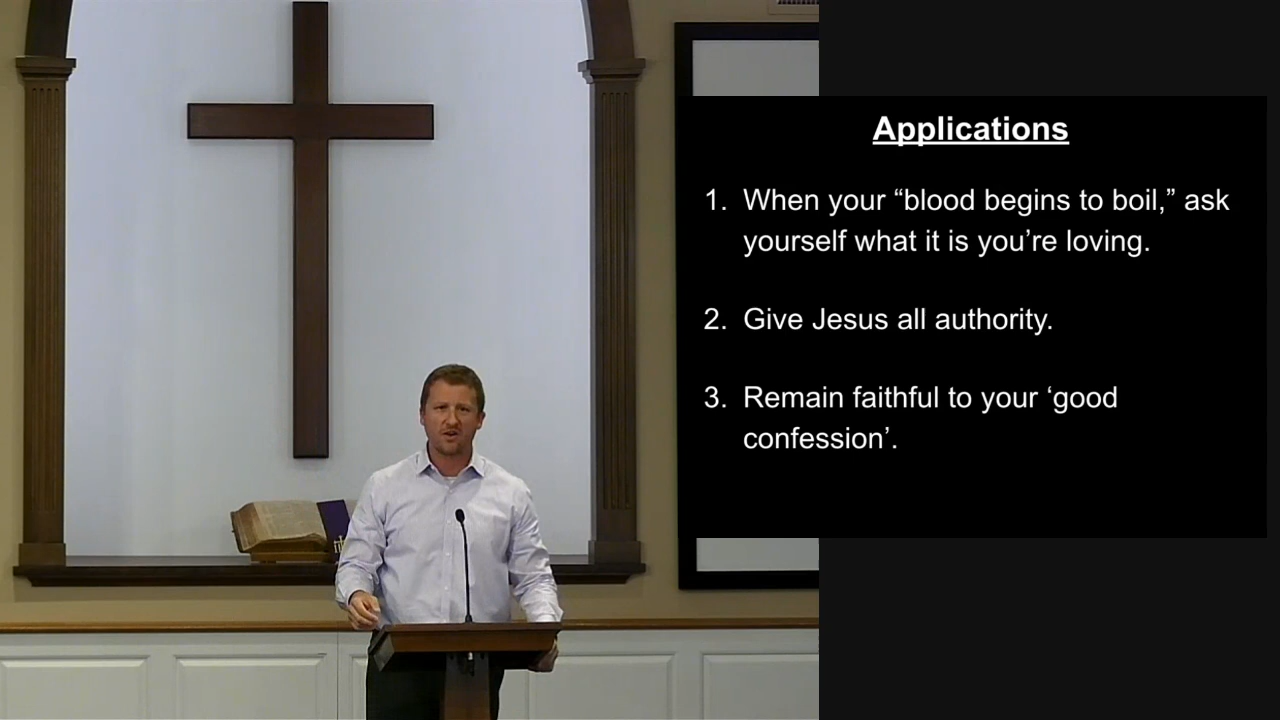 Applications
1. When your “blood begins to boil,” ask
yourself what it is you’re loving.
2. Give Jesus all authority.
3. Remain faithful to your ‘good
confession’.